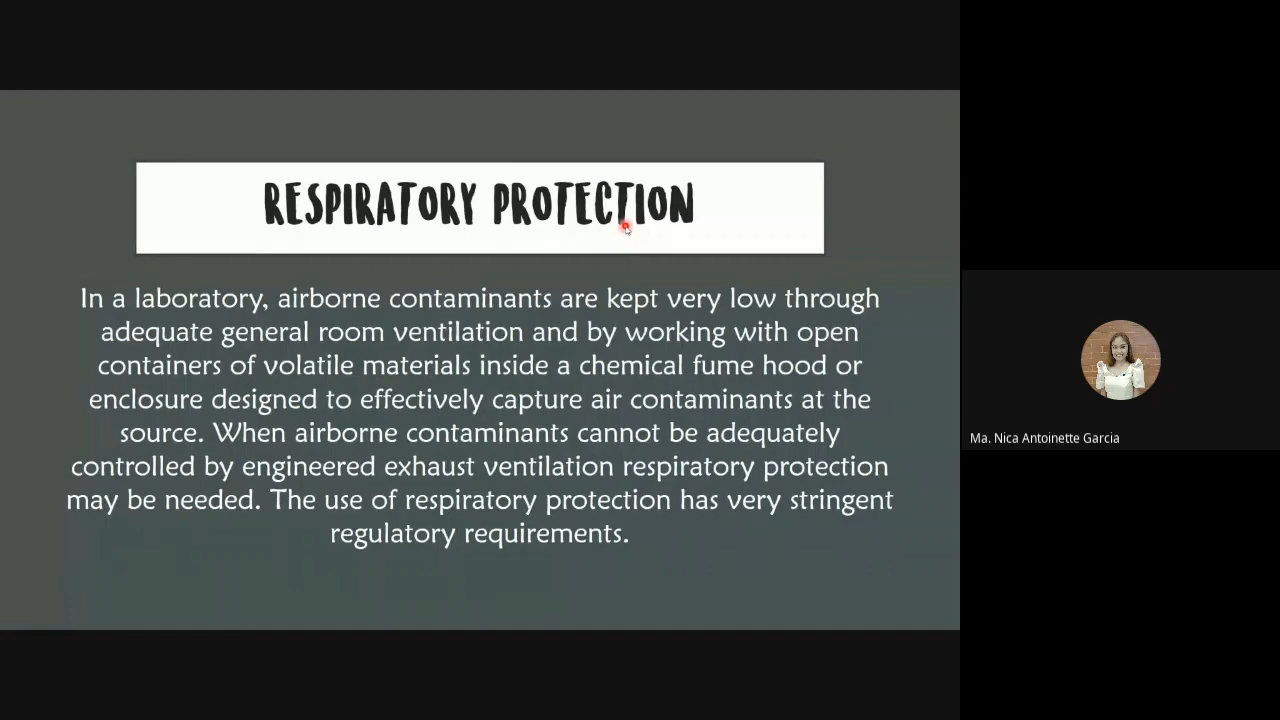 RESPIRATORY PROTECTION
In a laboratory, airborne contaminants are kept very low through
adequate general room ventilation and by working with open
containers of volatile materials inside a chemical fume hood or
enclosure designed to effectively capture air contaminants at the
source. When airborne contaminants cannot be adequately
controlled by engineered exhaust ventilation respiratory protection
may be needed. The use of respiratory protection has very stringent
regulatory requirements.
Ma. Nica Antoinette Garcia